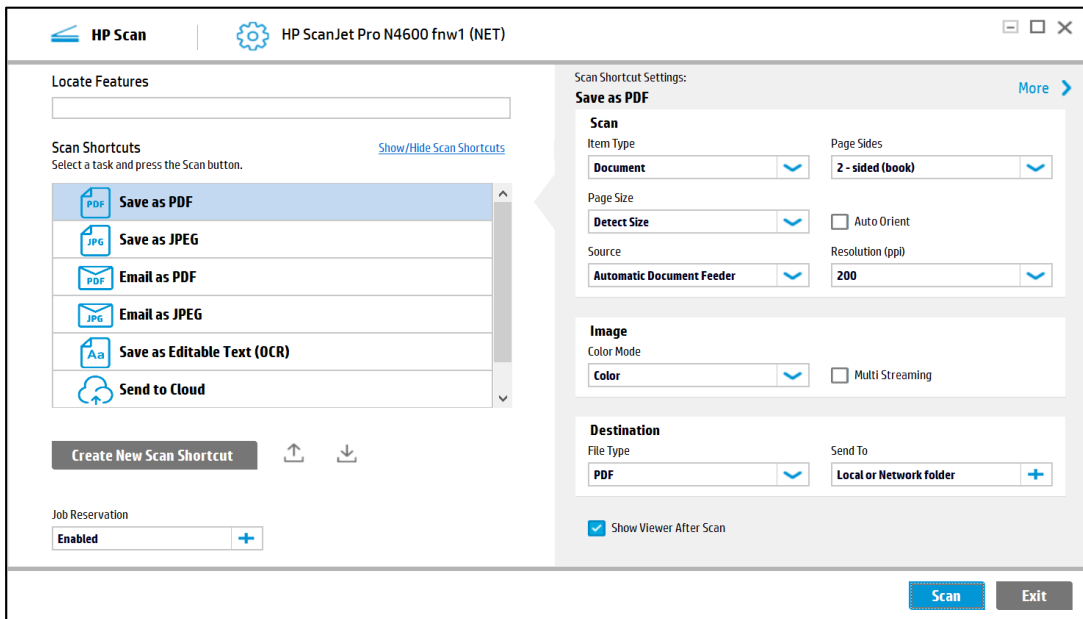 HP Scan
HP ScanJet Pro N4600 fnw1 (NET)
Locate Features
Scan Shortcuts
Show/Hide Scan Shortcuts
Select a task and press the Scan button.
PDF Save as PDF
JPG Save as JPEG
PDF Email as PDF
JPG Email as JPEG
Aa Save as Editable Text (OCR)
Send to Cloud
Create New Scan Shortcut
Job Reservation
Enabled
Scan Shortcut Settings:
More
Save as PDF
Scan
Item Type Page Sides
Document 2 - sided (book)
Page Size
Detect Size Auto Orient
Source Resolution (ppi)
Automatic Document Feeder 200
Image
Color Mode
Color Multi Streaming
Destination
File Type Send To
PDF Local or Network folder
Show Viewer After Scan
Scan Exit